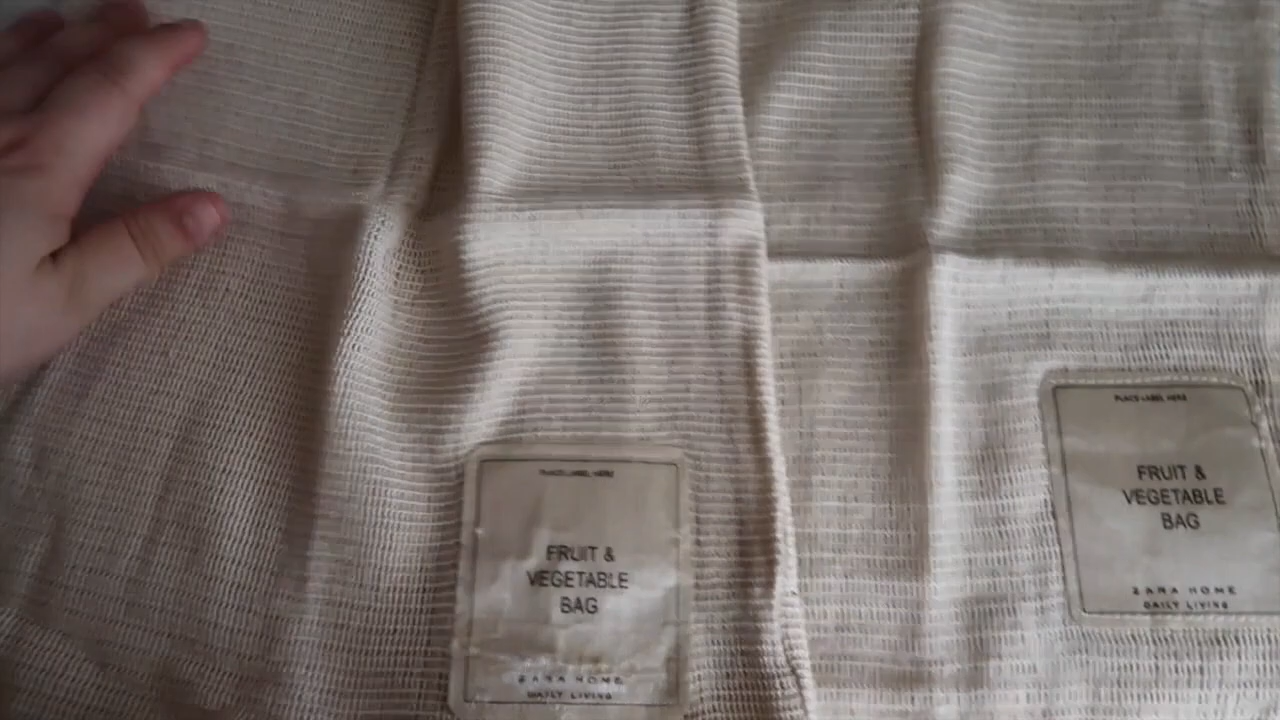 PLACE LABEL HERE
FRUIT &
VEGETABLE
BAG
ZARA HOME
DAILY LIVING
PLACE LABEL HERE
FRUIT &
VEGETABLE
BAG
ZARA HOME
DAILY LIVING